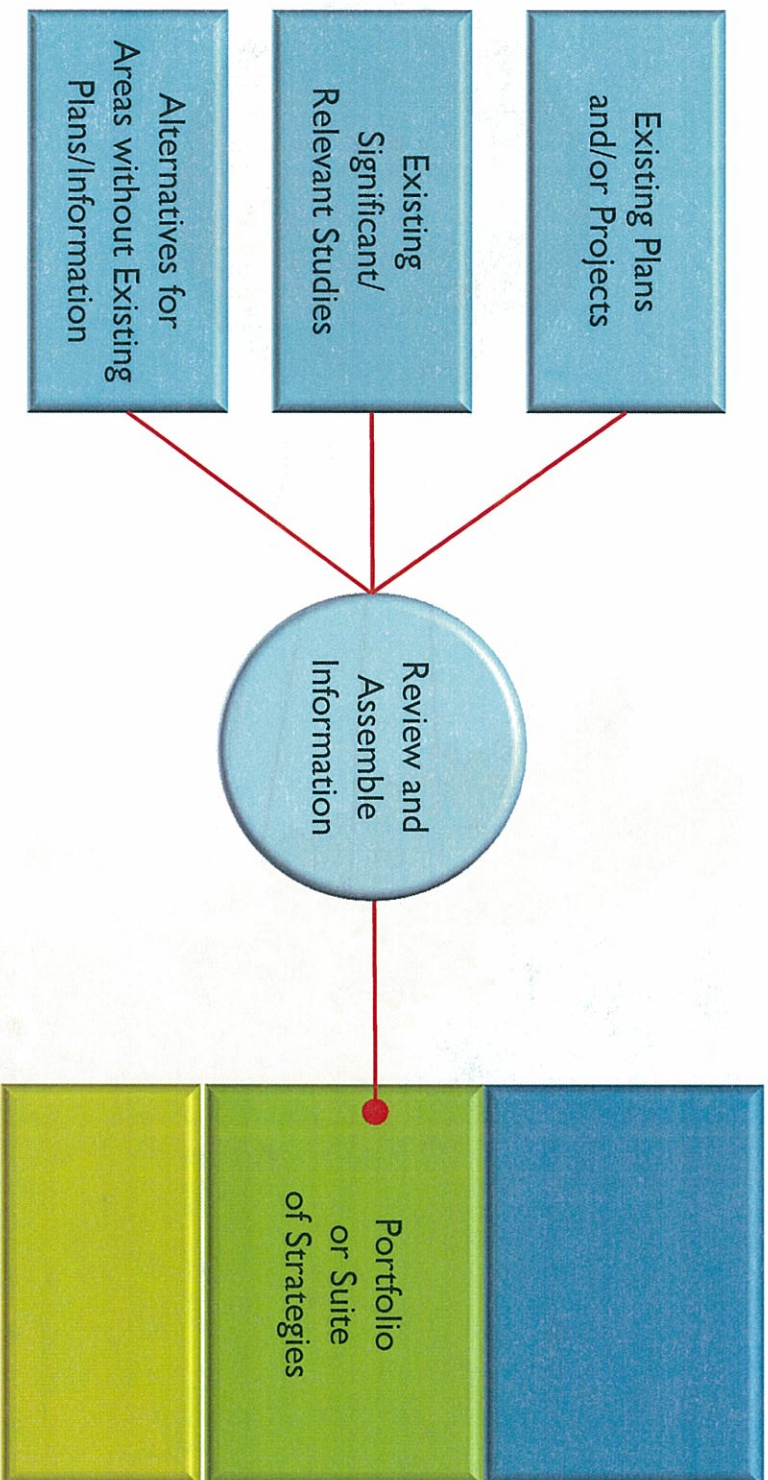 Existing Plans
and/or Projects
Existing
Significant/
Relevant Studies
Alternatives for
Areas without Existing
Plans/Information
Review and
Assemble
Information
Portfolio
or Suite
of Strategies